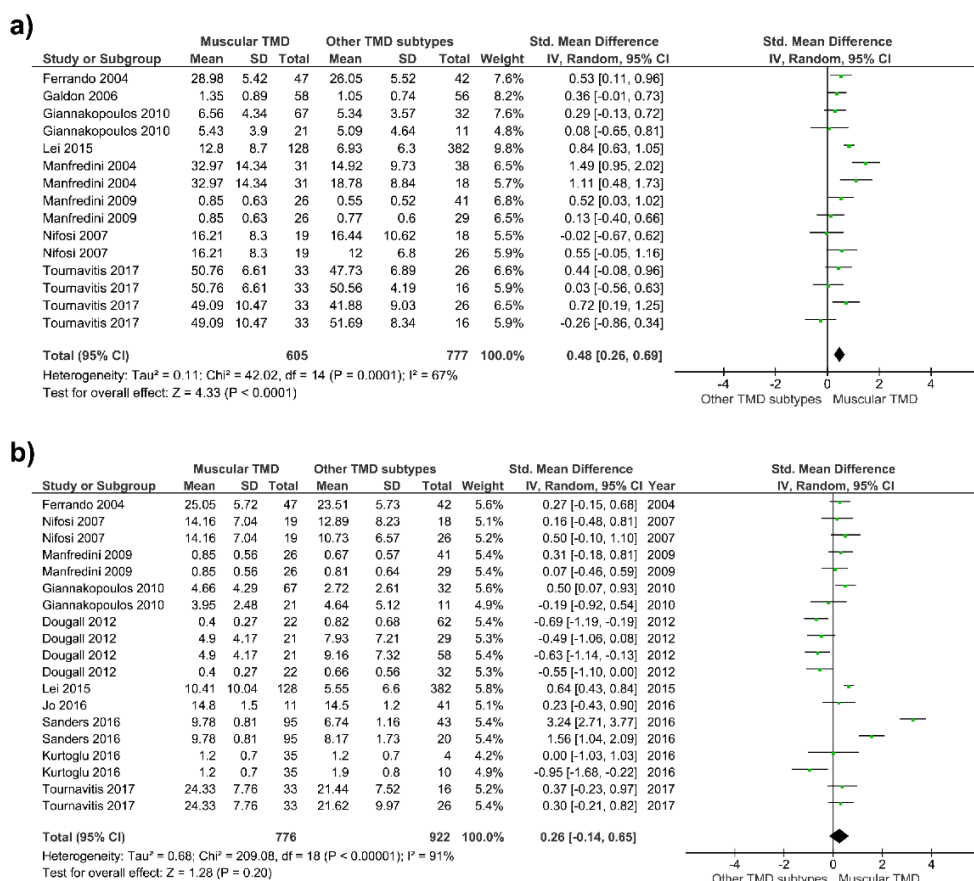 a)
Muscular TMD Other TMD subtypes Std. Mean Difference Std. Mean Difference
Study or Subgroup Mean SD Total Mean SD Total Weight IV, Random, 95% CI IV, Random, 95% CI
Ferrando 2004 28.98 5.42 47 26.05 5.52 42 7.6% 0.53 [0.11, 0.96]
Galdon 2006 1.35 0.89 58 1.05 0.74 56 8.2% 0.36 [-0.01, 0.73]
Giannakopoulos 2010 6.56 4.34 67 5.34 3.57 32 7.6% 0.29 [-0.13, 0.72]
Giannakopoulos 2010 5.43 3.9 21 5.09 4.64 11 4.8% 0.08 [-0.65, 0.81]
Lei 2015 12.8 8.7 128 6.93 6.3 382 9.8% 0.84 [0.63, 1.05]
Manfredini 2004 32.97 14.34 31 14.92 9.73 38 6.5% 1.49 [0.95, 2.02]
Manfredini 2004 32.97 14.34 31 18.78 8.84 18 5.7% 1.11 [0.48, 1.73]
Manfredini 2009 0.85 0.63 26 0.55 0.52 41 6.9% 0.52 [0.03, 1.02]
Manfredini 2009 0.85 0.63 26 0.77 0.6 29 6.6% 0.13 [-0.40, 0.66]
Nifosi 2007 16.21 8.3 19 16.44 10.62 18 5.5% -0.02 [-0.67, 0.62]
Nifosi 2007 16.21 8.3 19 12 6.8 26 5.9% 0.55 [-0.05, 1.16]
Tournavitis 2017 50.76 6.61 33 47.73 6.89 26 6.6% 0.44 [-0.08, 0.96]
Tournavitis 2017 50.76 6.61 33 50.56 4.19 16 5.9% 0.03 [-0.56, 0.63]
Tournavitis 2017 49.09 10.47 33 41.88 9.03 26 6.5% 0.72 [0.19, 1.25]
Tournavitis 2017 49.09 10.47 33 51.69 8.34 16 5.9% -0.26 [-0.86, 0.34]
Total (95% CI) 605 777 100.0% 0.48 [0.26, 0.69]
Heterogeneity: Tau² = 0.11; Chi² = 42.02, df = 14 (P = 0.0001); I² = 67%
Test for overall effect: Z = 4.33 (P < 0.0001)
-4 -2 0 2 4
Other TMD subtypes Muscular TMD
b)
Muscular TMD Other TMD subtypes Std. Mean Difference Std. Mean Difference
Study or Subgroup Mean SD Total Mean SD Total Weight IV, Random, 95% CI Year IV, Random, 95% CI
Ferrando 2004 25.05 5.72 47 23.51 5.73 42 5.6% 0.27 [-0.15, 0.68] 2004
Nifosi 2007 14.16 7.04 19 12.89 8.23 18 5.1% 0.16 [-0.48, 0.81] 2007
Nifosi 2007 14.16 7.04 19 10.73 6.57 26 5.2% 0.50 [-0.10, 1.10] 2007
Manfredini 2009 0.85 0.56 26 0.67 0.57 41 5.4% 0.31 [-0.18, 0.81] 2009
Manfredini 2009 0.85 0.56 26 0.81 0.64 29 5.4% 0.07 [-0.46, 0.59] 2009
Giannakopoulos 2010 4.66 4.29 67 2.72 2.61 32 5.6% 0.50 [0.07, 0.93] 2010
Giannakopoulos 2010 3.95 2.48 21 4.64 5.12 11 4.9% -0.19 [-0.92, 0.54] 2010
Dougall 2012 0.4 0.27 22 0.82 0.68 62 5.4% -0.69 [-1.19, -0.19] 2012
Dougall 2012 4.9 4.17 21 7.93 7.21 29 5.3% -0.49 [-1.06, 0.08] 2012
Dougall 2012 4.9 4.17 21 9.16 7.32 58 5.4% -0.63 [-1.14, -0.13] 2012
Dougall 2012 0.4 0.27 22 0.66 0.56 32 5.3% -0.55 [-1.10, 0.00] 2012
Lei 2015 10.41 10.04 128 5.55 6.6 382 5.8% 0.64 [0.43, 0.84] 2015
Jo 2016 14.8 1.5 11 14.5 1.2 41 5.0% 0.23 [-0.43, 0.90] 2016
Sanders 2016 9.78 0.81 95 6.74 1.16 43 5.4% 3.24 [2.71, 3.77] 2016
Sanders 2016 9.78 0.81 95 8.17 1.73 20 5.4% 1.56 [1.04, 2.09] 2016
Kurtoglu 2016 1.2 0.7 35 1.2 0.7 4 4.2% 0.00 [-1.03, 1.03] 2016
Kurtoglu 2016 1.2 0.7 35 1.9 0.8 10 4.9% -0.95 [-1.68, -0.22] 2016
Tournavitis 2017 24.33 7.76 33 21.44 7.52 16 5.2% 0.37 [-0.23, 0.97] 2017
Tournavitis 2017 24.33 7.76 33 21.62 9.97 26 5.4% 0.30 [-0.21, 0.82] 2017
Total (95% CI) 776 922 100.0% 0.26 [-0.14, 0.65]
Heterogeneity: Tau² = 0.68; Chi² = 209.08, df = 18 (P < 0.00001); I² = 91%
Test for overall effect: Z = 1.28 (P = 0.20)
-4 -2 0 2 4
Other TMD subtypes Muscular TMD